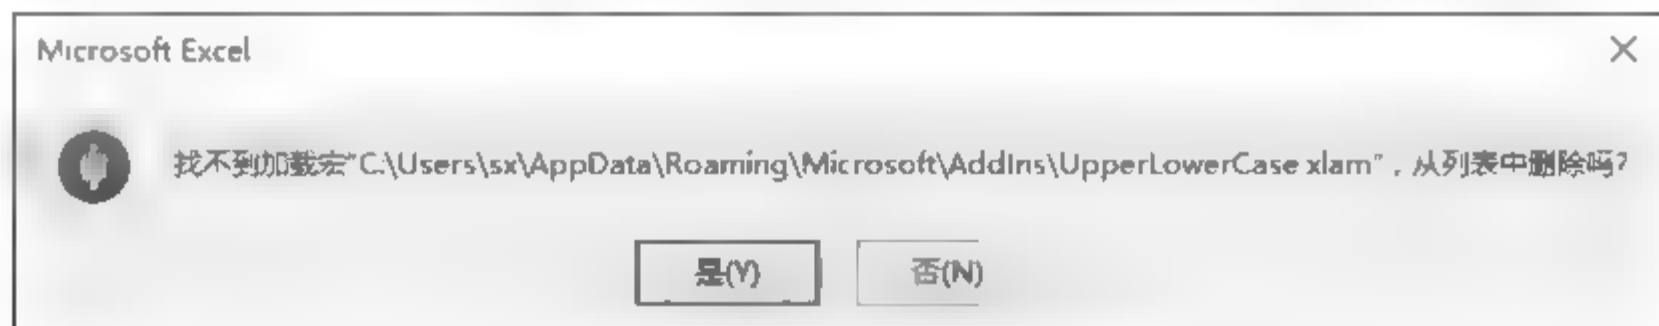 Microsoft Excel
找不到加载宏"C:\Users\sx\AppData\Roaming\Microsoft\AddIns\UpperLowerCase xlam"，从列表中删除吗?
是(Y)
否(N)